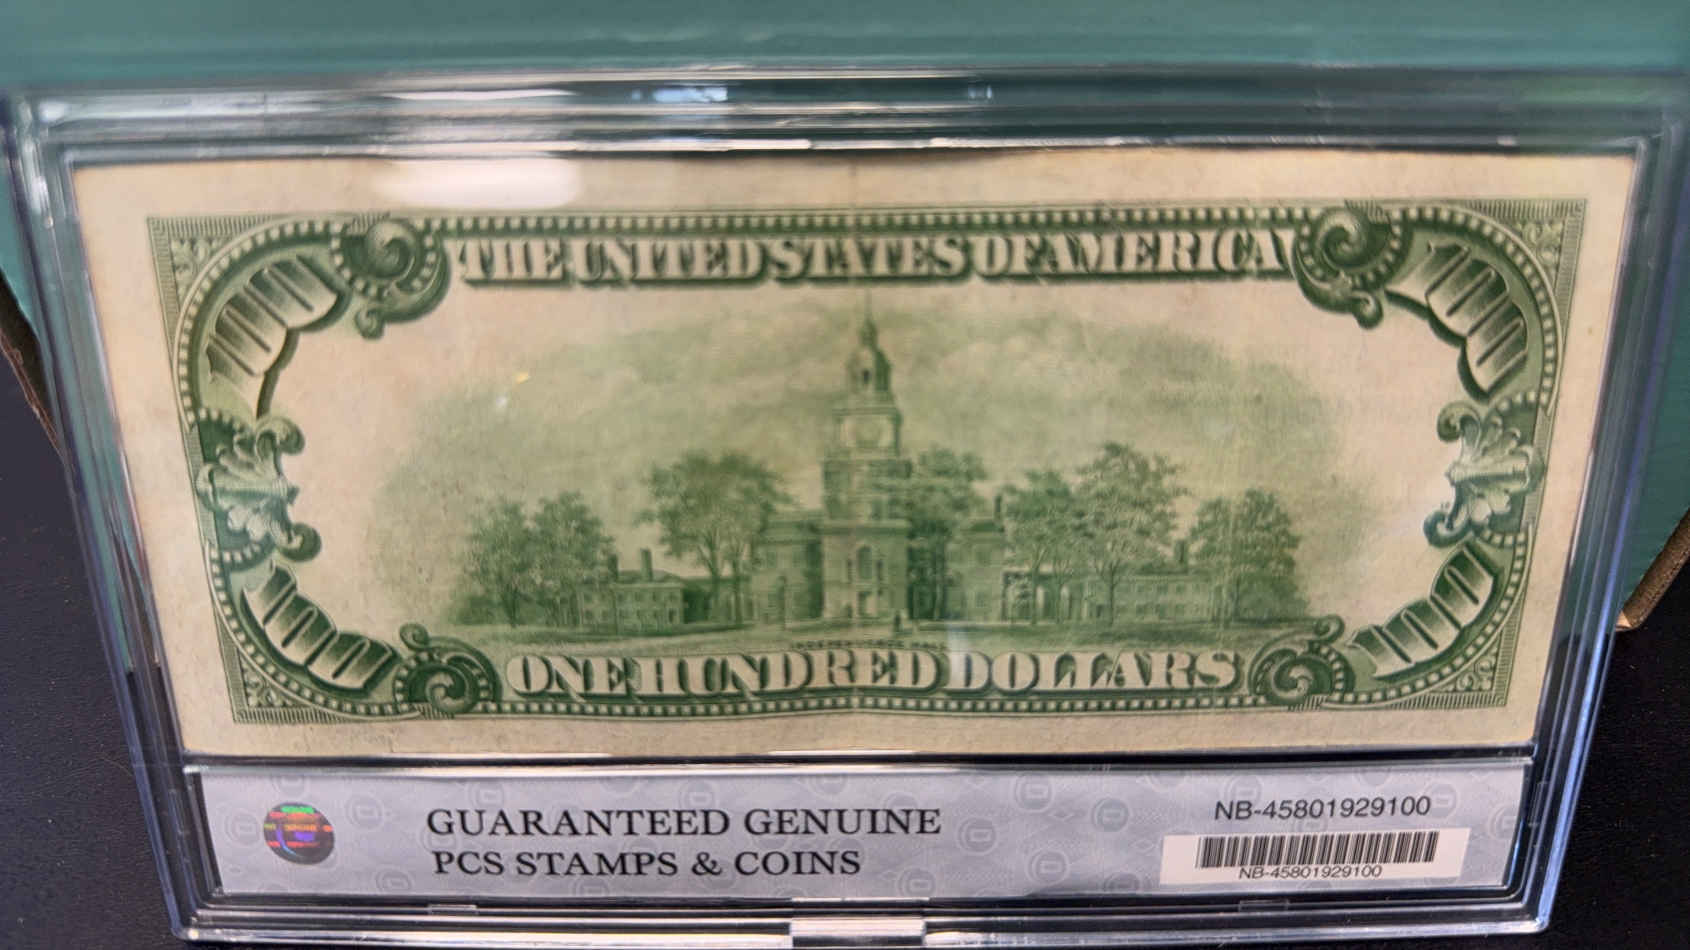 THE UNITED STATES OF AMERICA
100
100
100
100
ONE HUNDRED DOLLARS
GUARANTEED GENUINE
PCS STAMPS & COINS
NB-45801929100
NB-45801929100